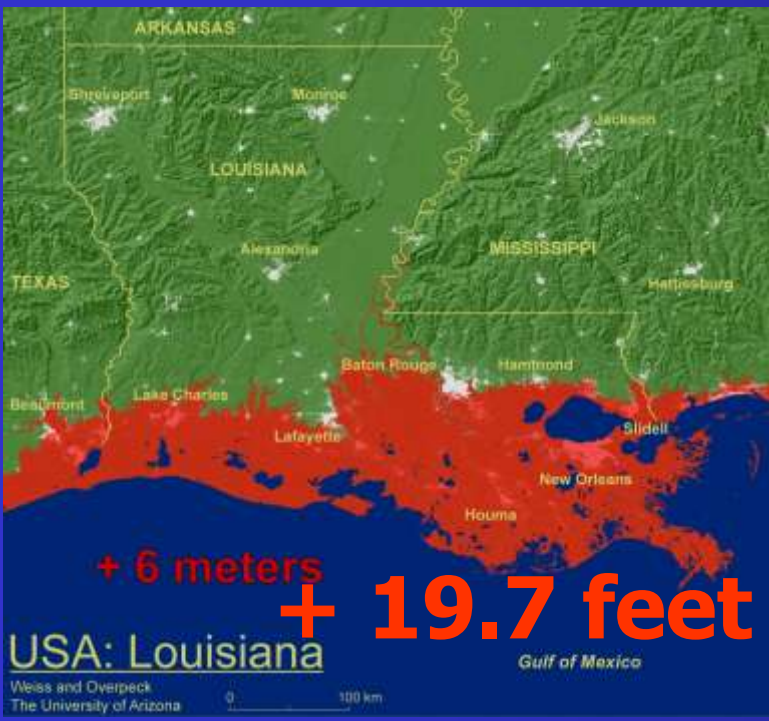 ARKANSAS
Shreveport
Monroe
Jackson
LOUISIANA
Alexandria
MISSISSIPPI
TEXAS
Hattiesburg
Baton Rouge
Hammond
Lake Charles
Beaumont
Lafayette
Slidell
New Orleans
Houma
+ 6 meters
+ 19.7 feet
USA: Louisiana
Gulf of Mexico
Weiss and Overpeck
The University of Arizona
0 100 km